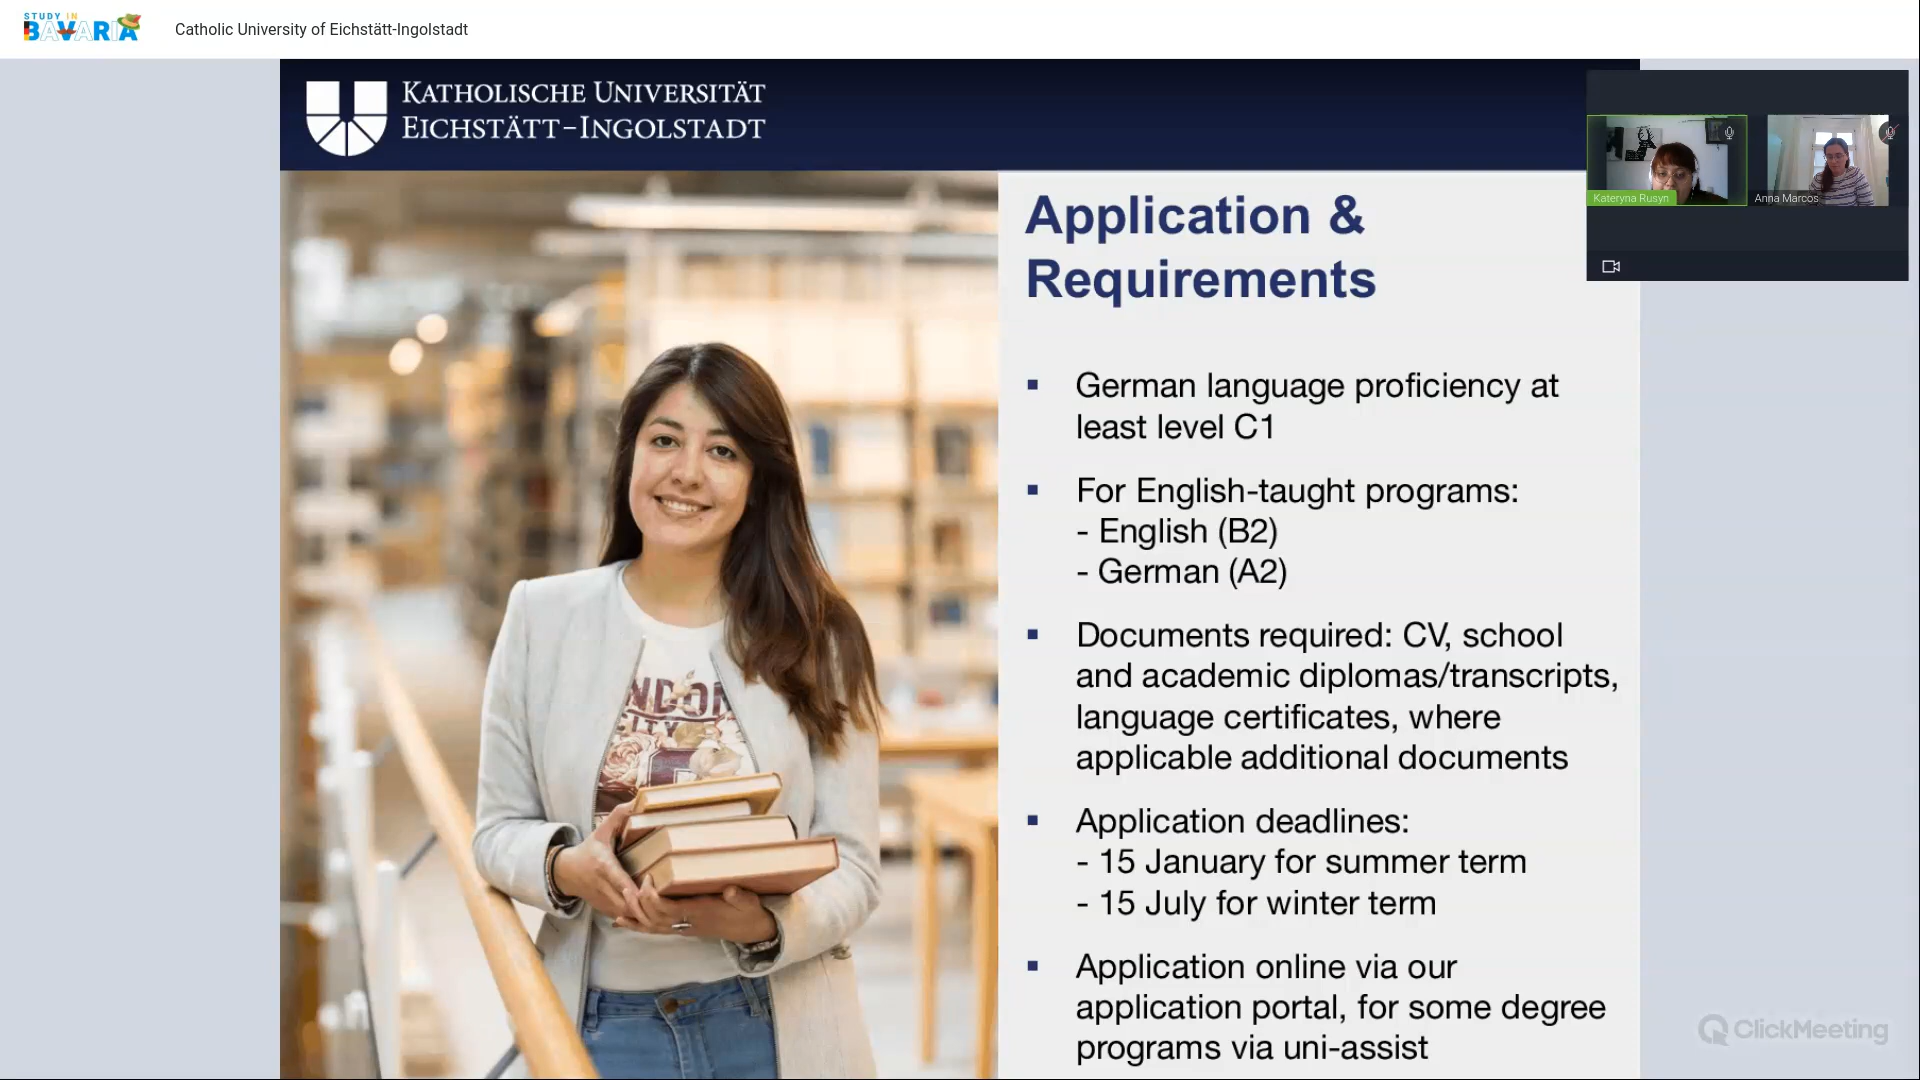 STUDY IN
BAVARIA
Catholic University of Eichstätt-Ingolstadt
KATHOLISCHE UNIVERSITÄT
EICHSTÄTT-INGOLSTADT
Kateryna Rusyn
Anna Marcos
Application &
Requirements
▪ German language proficiency at
least level C1
▪ For English-taught programs:
- English (B2)
- German (A2)
▪ Documents required: CV, school
and academic diplomas/transcripts,
language certificates, where
applicable additional documents
▪ Application deadlines:
- 15 January for summer term
- 15 July for winter term
▪ Application online via our
application portal, for some degree
programs via uni-assist
NDON
CITY
ClickMeeting